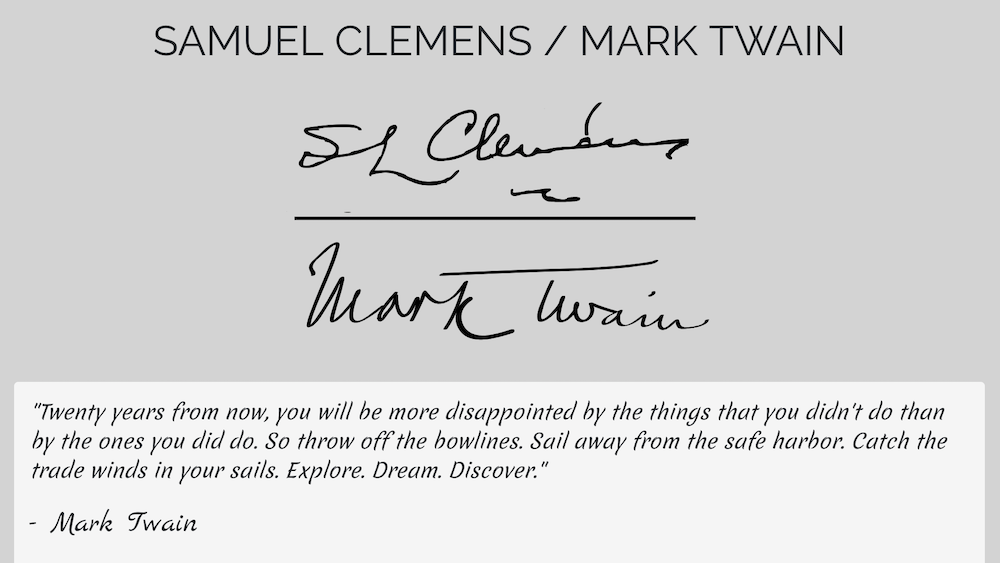 SAMUEL CLEMENS / MARK TWAIN
SL Clemens
Mark Twain
"Twenty years from now, you will be more disappointed by the things that you didn't do than
by the ones you did do. So throw off the bowlines. Sail away from the safe harbor. Catch the
trade winds in your sails. Explore. Dream. Discover."
- Mark Twain